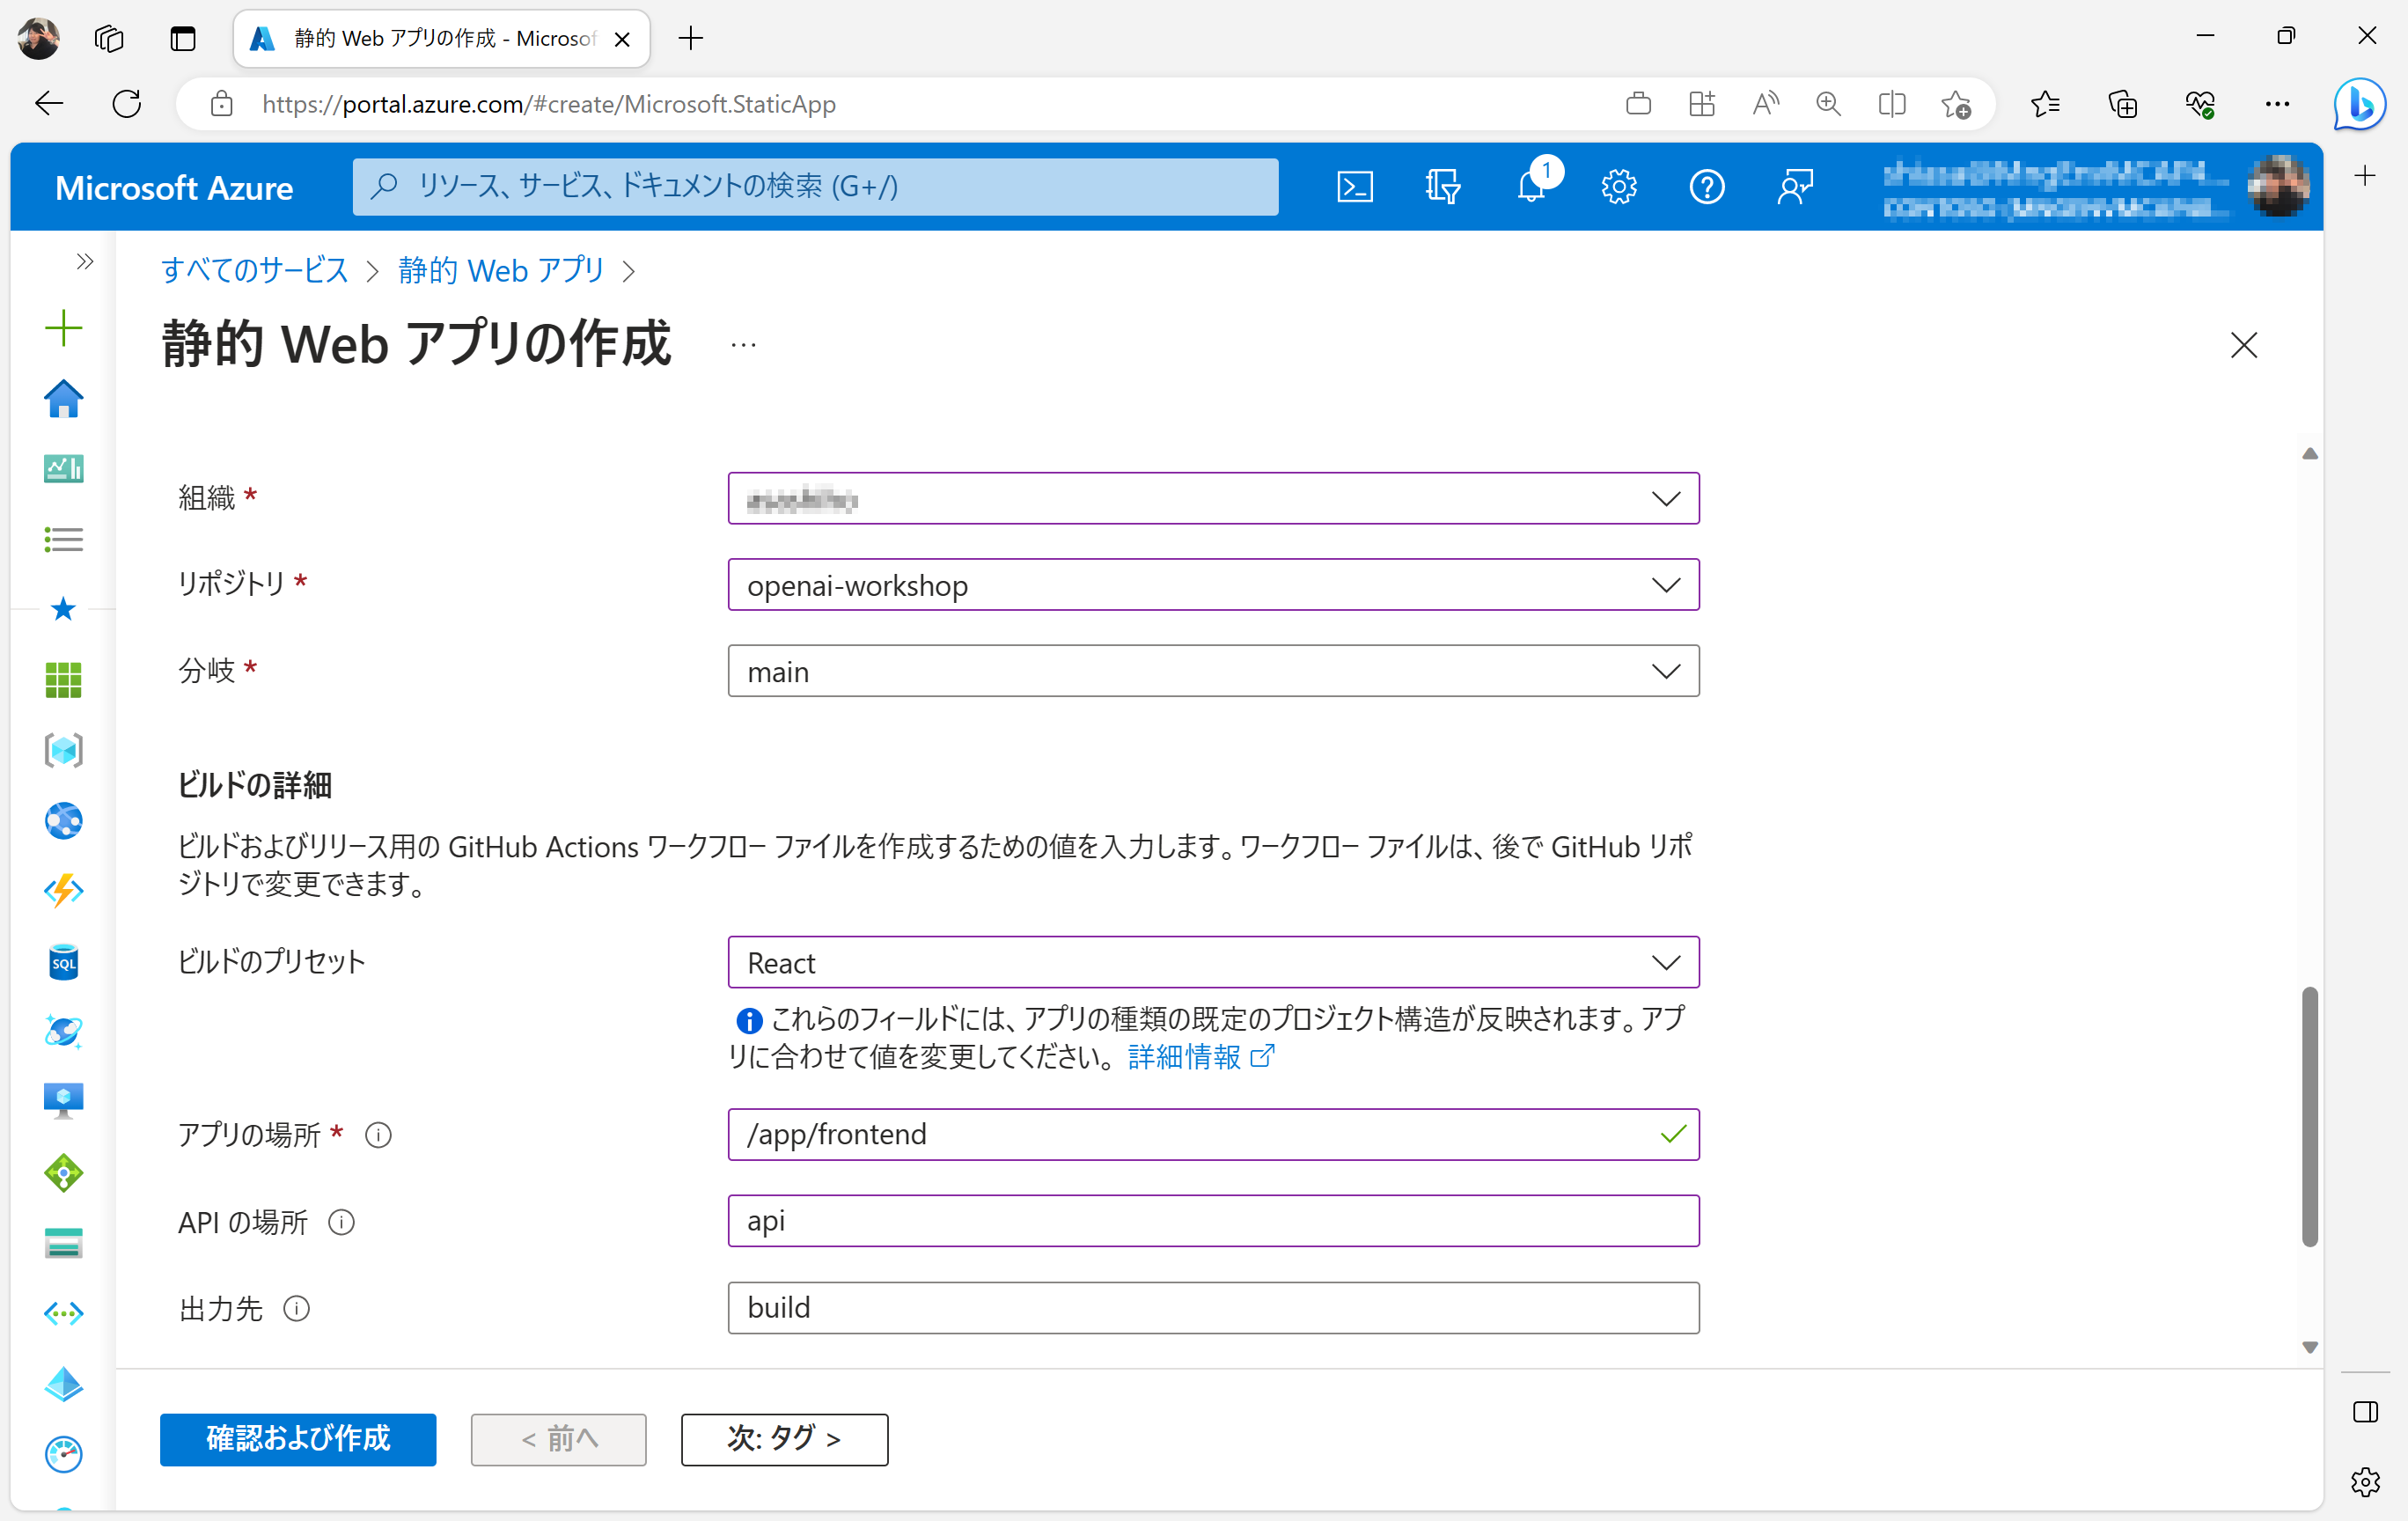 静的 Web アプリの作成 - Microsof
https://portal.azure.com/#create/Microsoft.StaticApp
Microsoft Azure
リソース、サービス、ドキュメントの検索 (G+/)
1
すべてのサービス > 静的 Web アプリ >
静的 Web アプリの作成 ...
組織 *
リポジトリ *
openai-workshop
分岐 *
main
ビルドの詳細
ビルドおよびリリース用の GitHub Actions ワークフロー ファイルを作成するための値を入力します。ワークフロー ファイルは、後で GitHub リポ
ジトリで変更できます。
ビルドのプリセット
React
これらのフィールドには、アプリの種類の既定のプロジェクト構造が反映されます。アプ
リに合わせて値を変更してください。 詳細情報
アプリの場所 *
/app/frontend
API の場所
api
出力先
build
SQL
確認および作成
< 前へ
次: タグ >